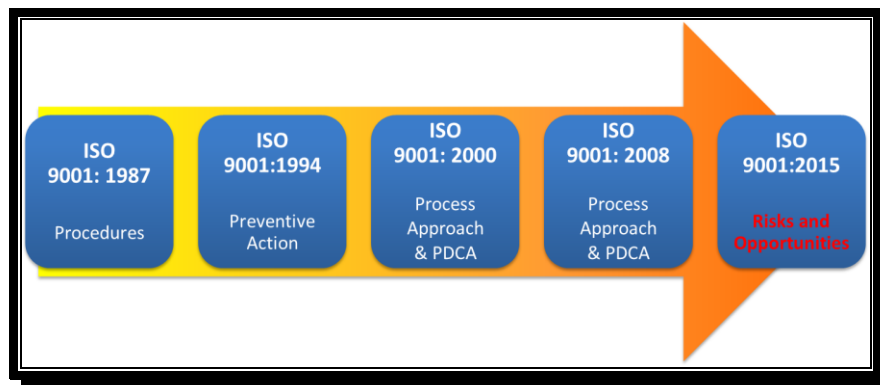 ISO
9001: 1987
Procedures
ISO
9001:1994
Preventive
Action
ISO
9001: 2000
Process
Approach
& PDCA
ISO
9001: 2008
Process
Approach
& PDCA
ISO
9001:2015
Risks and
Opportunities